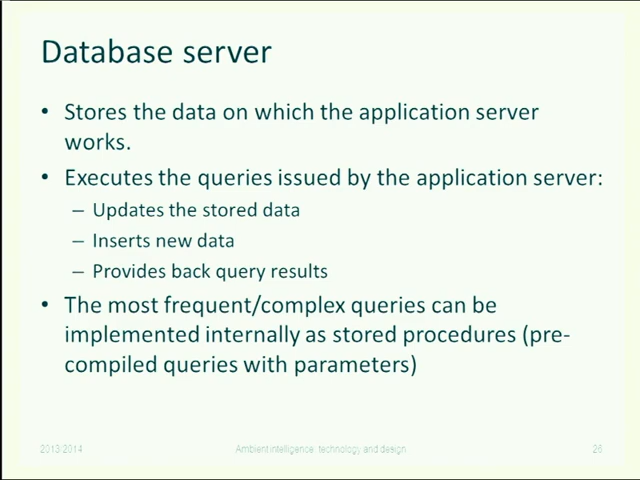 Database server
• Stores the data on which the application server
works.
• Executes the queries issued by the application server:
– Updates the stored data
– Inserts new data
– Provides back query results
• The most frequent/complex queries can be
implemented internally as stored procedures (pre-
compiled queries with parameters)
2013/2014
Ambient intelligence: technology and design
26